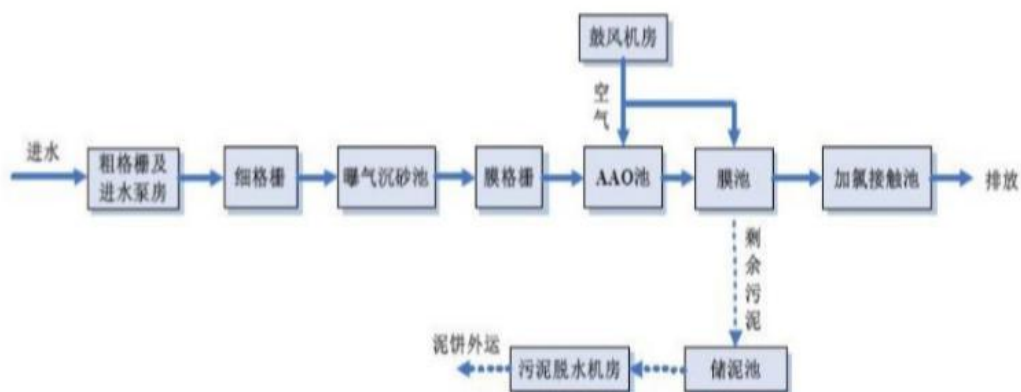 鼓风机房
空气
进水
粗格栅及
进水泵房
细格栅
曝气沉砂池
膜格栅
AAO池
膜池
加氯接触池
排放
剩余污泥
泥饼外运
污泥脱水机房
储泥池